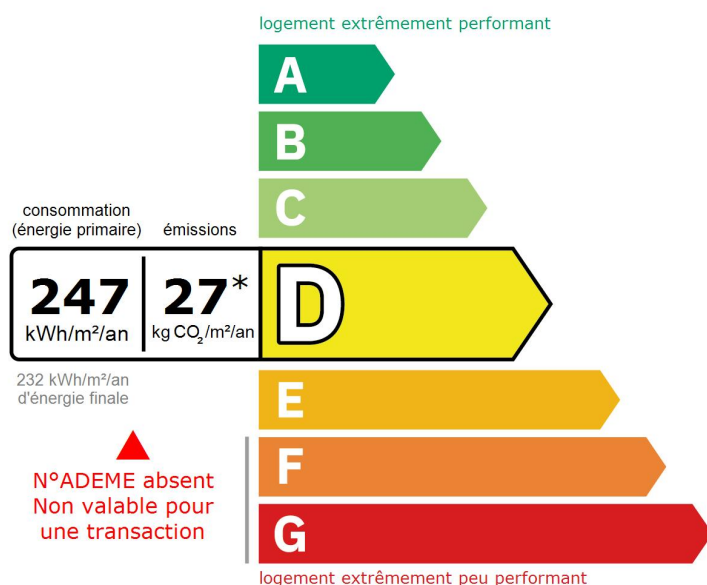 logement extrêmement performant
A
B
C
consommation
(énergie primaire)
émissions
247
kWh/m²/an
27*
kg CO₂/m²/an
D
232 kWh/m²/an
d'énergie finale
E
F
G
N°ADEME absent
Non valable pour
une transaction
logement extrêmement peu performant